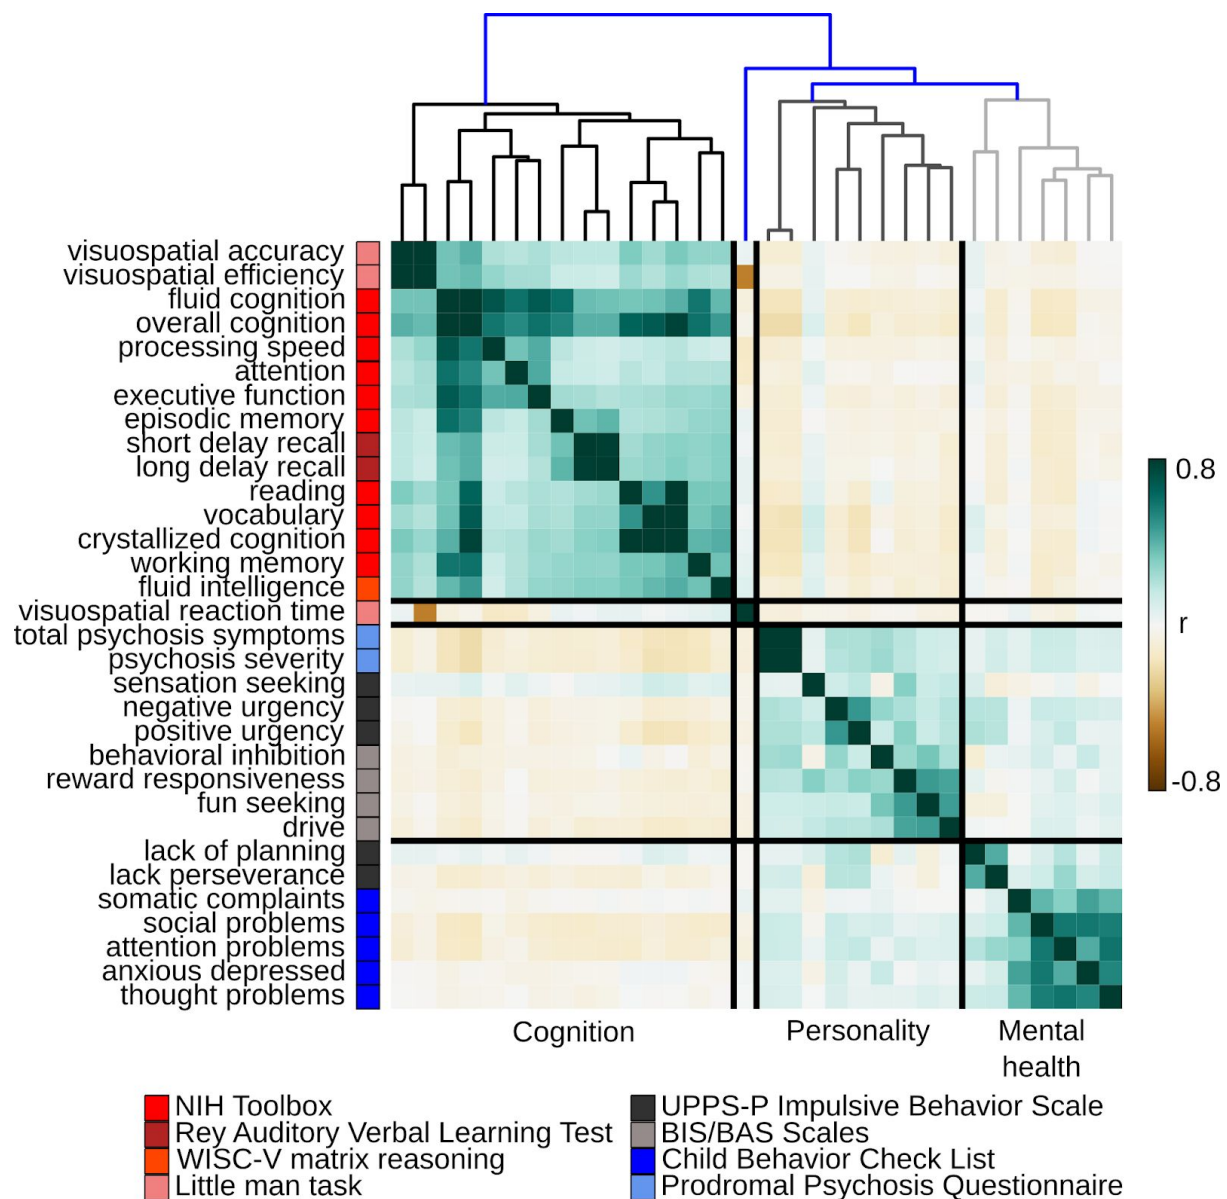 visuospatial accuracy
visuospatial efficiency
fluid cognition
overall cognition
processing speed
attention
executive function
episodic memory
short delay recall
long delay recall
reading
vocabulary
crystallized cognition
working memory
fluid intelligence
visuospatial reaction time
total psychosis symptoms
psychosis severity
sensation seeking
negative urgency
positive urgency
behavioral inhibition
reward responsiveness
fun seeking
drive
lack of planning
lack perseverance
somatic complaints
social problems
attention problems
anxious depressed
thought problems
0.8
r
-0.8
Cognition
Personality
Mental
health
NIH Toolbox
Rey Auditory Verbal Learning Test
WISC-V matrix reasoning
Little man task
UPPS-P Impulsive Behavior Scale
BIS/BAS Scales
Child Behavior Check List
Prodromal Psychosis Questionnaire